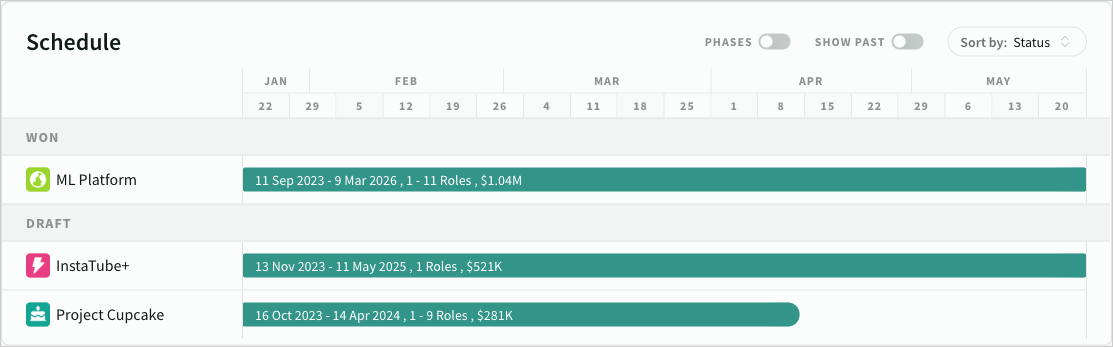 Schedule
PHASES SHOW PAST Sort by: Status
JAN FEB MAR APR MAY
22 29 5 12 19 26 4 11 18 25 1 8 15 22 29 6 13 20
WON
ML Platform 11 Sep 2023 - 9 Mar 2026 , 1 - 11 Roles , $1.04M
DRAFT
InstaTube+ 13 Nov 2023 - 11 May 2025 , 1 Roles , $521K
Project Cupcake 16 Oct 2023 - 14 Apr 2024 , 1 - 9 Roles , $281K